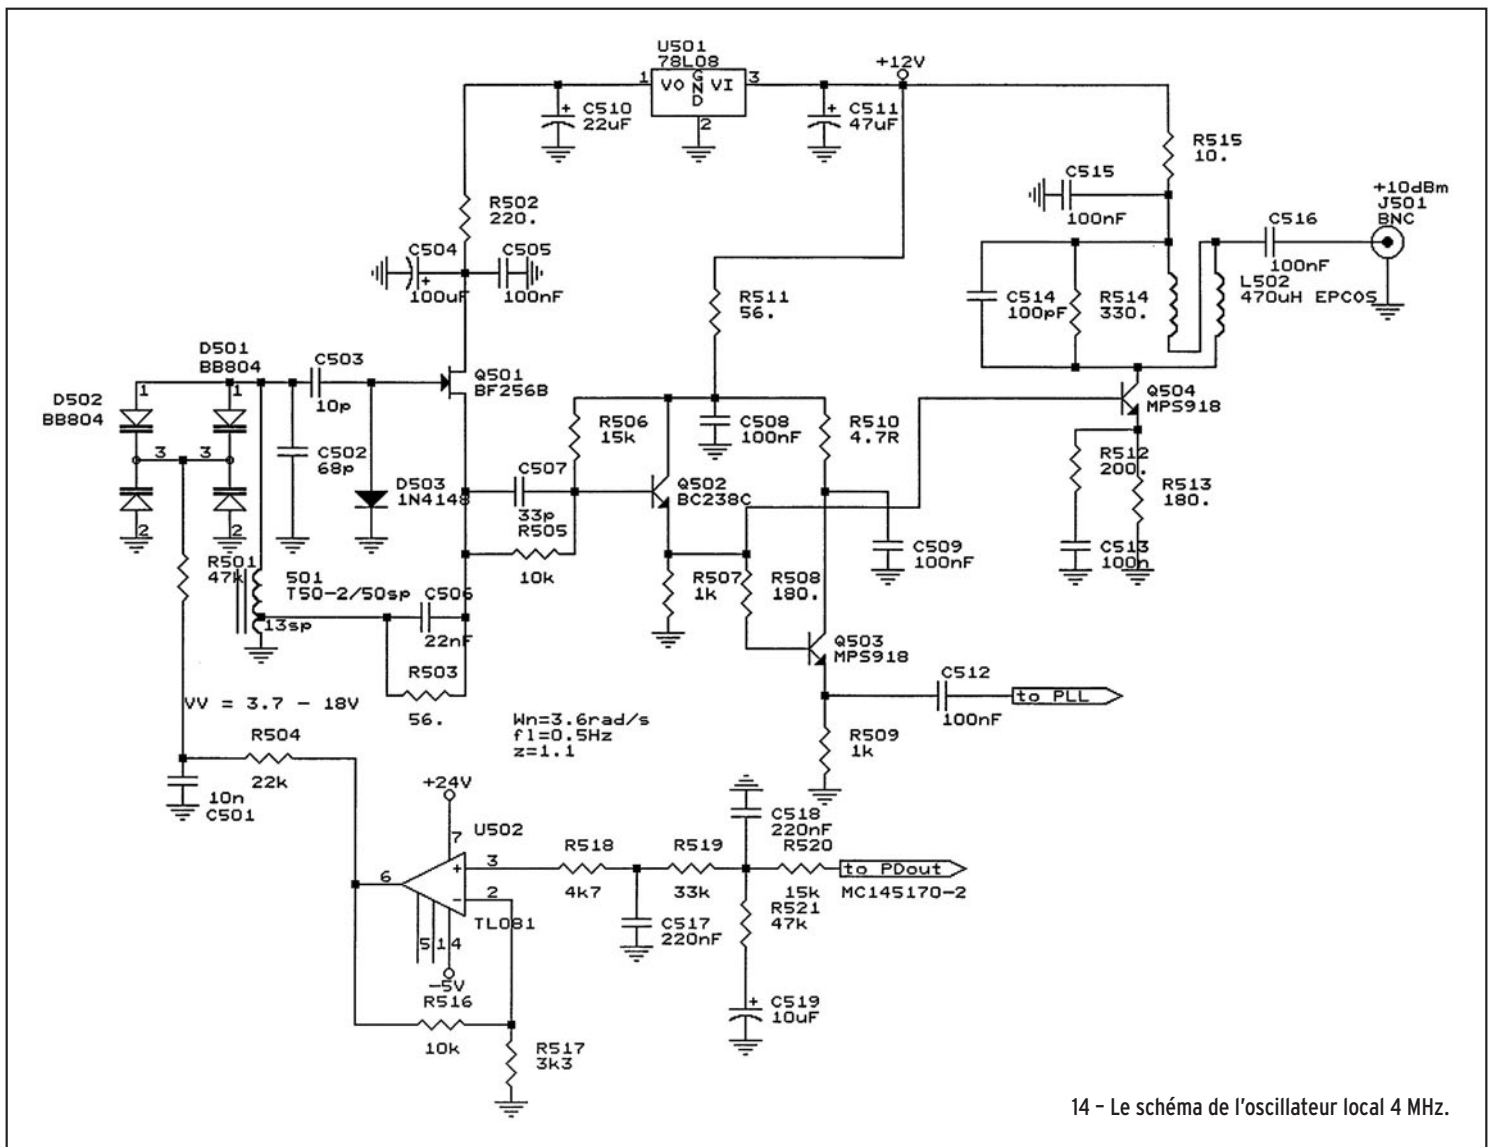 U501
78L08
1 VO GND VI 3
2
+12V
C510
22uF
C511
47uF
R515
10.
C515
100nF
+10dBm
J501
BNC
C516
100nF
L502
470uH EPCOS
R502
220.
C504
100uF
C505
100nF
R511
56.
C514
100pF
R514
330.
D501
BB804
D502
BB804
1
1
3
3
2
2
C503
10p
Q501
BF256B
C502
68p
D503
1N4148
R506
15k
C508
100nF
R510
4.7R
Q504
MPS918
R512
200.
R513
180.
C507
33p
R505
10k
Q502
BC238C
C509
100nF
C513
100n
R501
47k
501
T50-2/50sp
13sp
C506
22nF
R507
1k
R508
180.
Q503
MPS918
R503
56.
C512
100nF
to PLL
VV = 3.7 - 18V
Wn=3.6rad/s
fl=0.5Hz
z=1.1
R509
1k
R504
22k
10n
C501
+24V
7
U502
6
+ 3
- 2
TL081
5 1 4
-5V
R518
4k7
R519
33k
C518
220nF
R520
15k
to PDout
MC145170-2
C517
220nF
R521
47k
C519
10uF
R516
10k
R517
3k3
14 – Le schéma de l'oscillateur local 4 MHz.